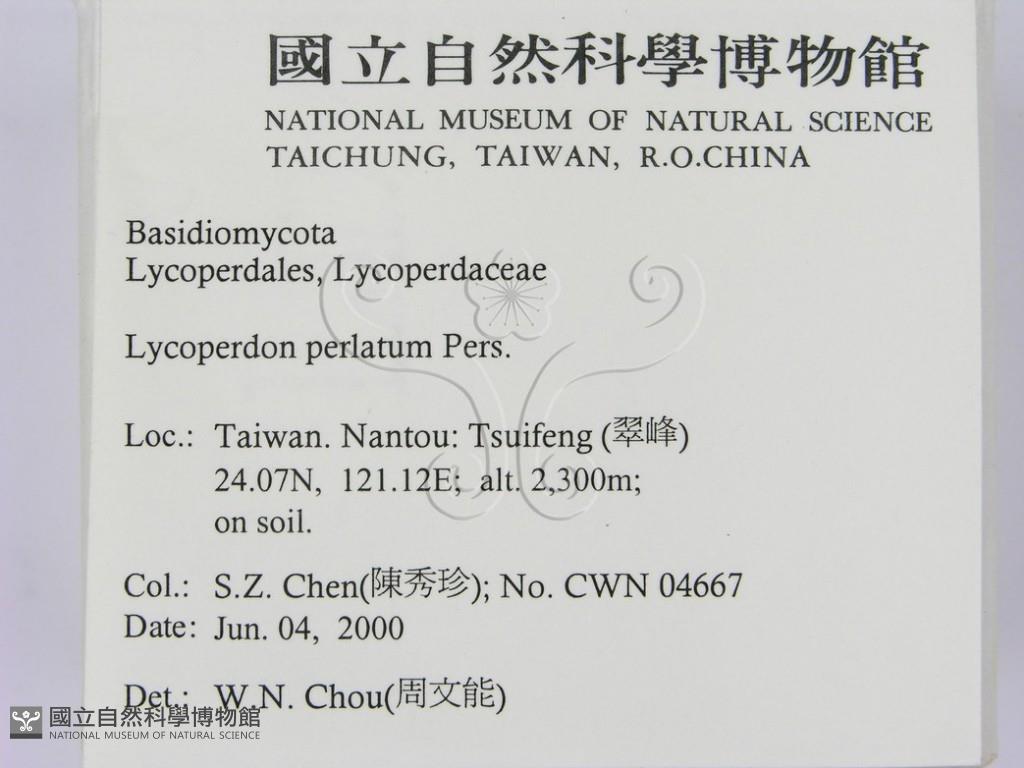 國立自然科學博物館
NATIONAL MUSEUM OF NATURAL SCIENCE
TAICHUNG, TAIWAN, R.O.CHINA
Basidiomycota
Lycoperdales, Lycoperdaceae
Lycoperdon perlatum Pers.
Loc.: Taiwan. Nantou: Tsuifeng (翠峰)
24.07N, 121.12E; alt. 2,300m;
on soil.
Col.: S.Z. Chen(陳秀珍); No. CWN 04667
Date: Jun. 04, 2000
Det.: W.N. Chou(周文能)
國立自然科學博物館
NATIONAL MUSEUM OF NATURAL SCIENCE